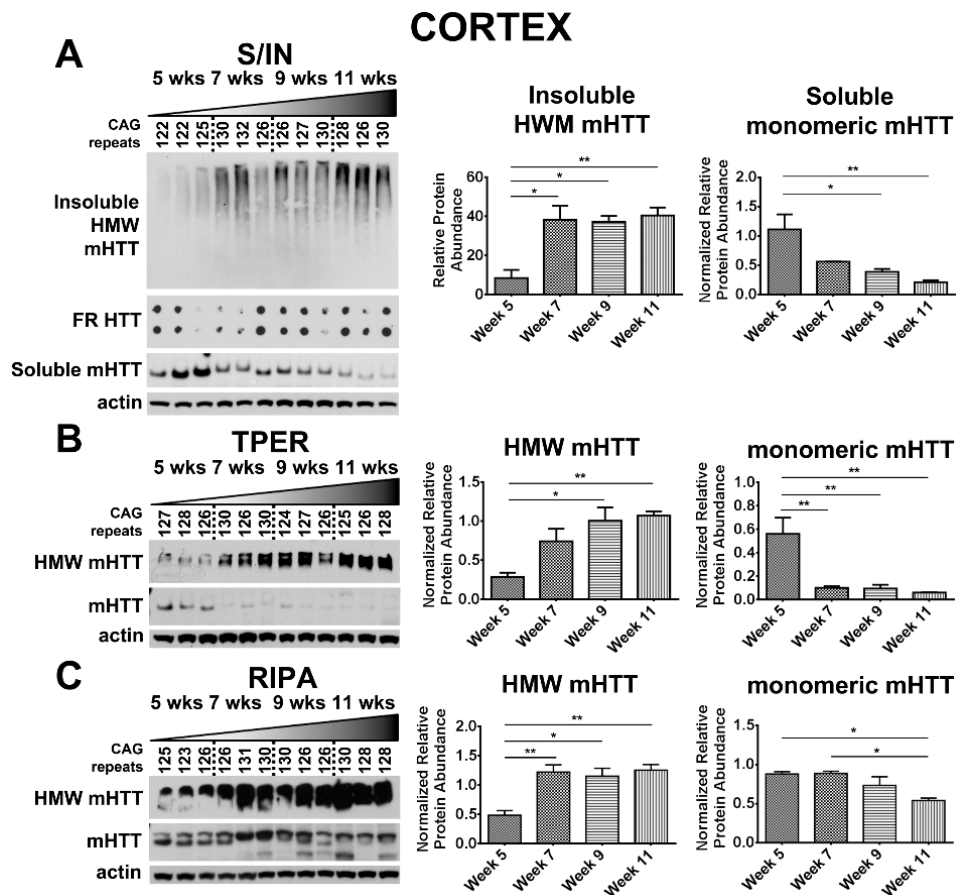 CORTEX
A
S/IN
5 wks 7 wks 9 wks 11 wks
CAG
repeats
122 122 125 130 132 126 126 127 130 128 126 130
Insoluble
HMW
mHTT
FR HTT
Soluble mHTT
actin
Insoluble
HWM mHTT
Relative Protein
Abundance
60
40
20
0
*
*
**
Week 5 Week 7 Week 9 Week 11
Soluble
monomeric mHTT
Normalized Relative
Protein Abundance
2.0
1.5
1.0
0.5
0.0
**
*
Week 5 Week 7 Week 9 Week 11
B
TPER
5 wks 7 wks 9 wks 11 wks
CAG
repeats
127 128 126 130 126 130 124 127 126 125 126 128
HMW mHTT
mHTT
actin
HMW mHTT
Normalized Relative
Protein Abundance
1.5
1.0
0.5
0.0
**
*
Week 5 Week 7 Week 9 Week 11
monomeric mHTT
Normalized Relative
Protein Abundance
1.0
0.8
0.6
0.4
0.2
0.0
**
**
**
Week 5 Week 7 Week 9 Week 11
C
RIPA
5 wks 7 wks 9 wks 11 wks
CAG
repeats
125 123 126 126 131 130 130 126 126 130 128 128
HMW mHTT
mHTT
actin
HMW mHTT
Normalized Relative
Protein Abundance
2.0
1.5
1.0
0.5
0.0
**
*
**
Week 5 Week 7 Week 9 Week 11
monomeric mHTT
Normalized Relative
Protein Abundance
1.5
1.0
0.5
0.0
*
*
Week 5 Week 7 Week 9 Week 11